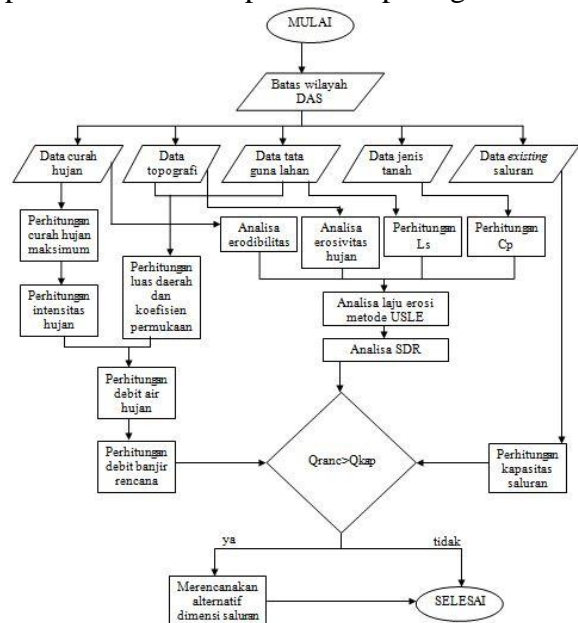 MULAI
Batas wilayah
DAS
Data curah
hujan
Data
topografi
Data tata
guna lahan
Data jenis
tanah
Data existing
saluran
Perhitungan
curah hujan
maksimum
Analisa
erodibilitas
Analisa
erosivitas
hujan
Perhitungan
Ls
Perhitungan
Cp
Perhitungan
intensitas
hujan
Perhitungan
luas daerah
dan
koefisien
permukaan
Analisa laju erosi
metode USLE
Analisa SDR
Perhitungan
debit air
hujan
Perhitungan
debit banjir
rencana
Qranc>Qkap
Perhitungan
kapasitas
saluran
ya
tidak
Merencanakan
alternatif
dimensi saluran
SELESAI